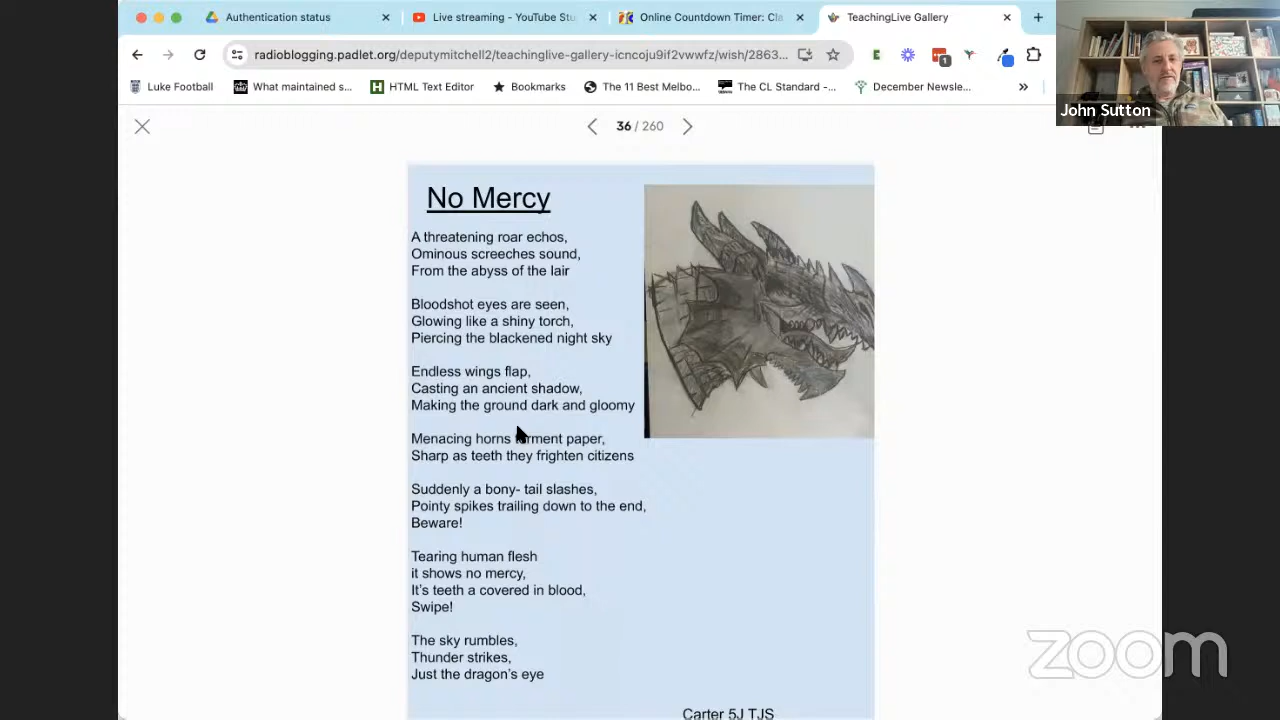 Authentication status
Live streaming - YouTube Stu
Online Countdown Timer: Cla
TeachingLive Gallery
radioblogging.padlet.org/deputymitchell2/teachinglive-gallery-icncoju9if2vwwfz/wish/2863...
1
Luke Football
What maintained s...
HTML Text Editor
Bookmarks
The 11 Best Melbo...
The CL Standard -...
December Newsle...
John Sutton
36 / 260
No Mercy
A threatening roar echos,
Ominous screeches sound,
From the abyss of the lair
Bloodshot eyes are seen,
Glowing like a shiny torch,
Piercing the blackened night sky
Endless wings flap,
Casting an ancient shadow,
Making the ground dark and gloomy
Menacing horns paper,
Sharp as teeth they frighten citizens
Suddenly a bony- tail slashes,
Pointy spikes trailing down to the end,
Beware!
Tearing human flesh
it shows no mercy,
It's teeth a covered in blood,
Swipe!
The sky rumbles,
Thunder strikes,
Just the dragon's eye
Carter 5J TJS
zoom